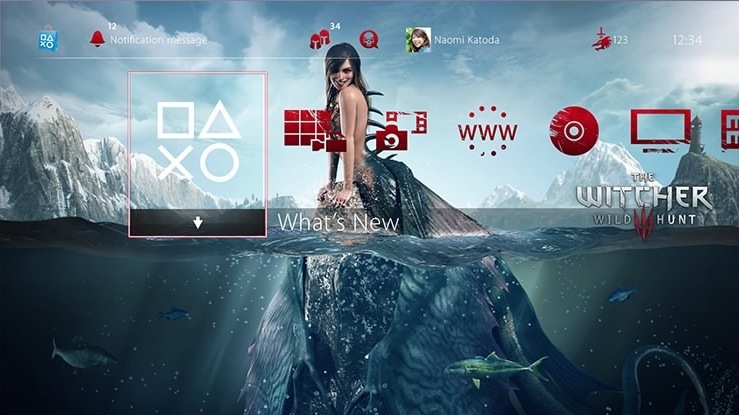 12
Notification message
34
Naomi Katoda
123
12:34
www
What's New
THE
WITCHER
WILD HUNT